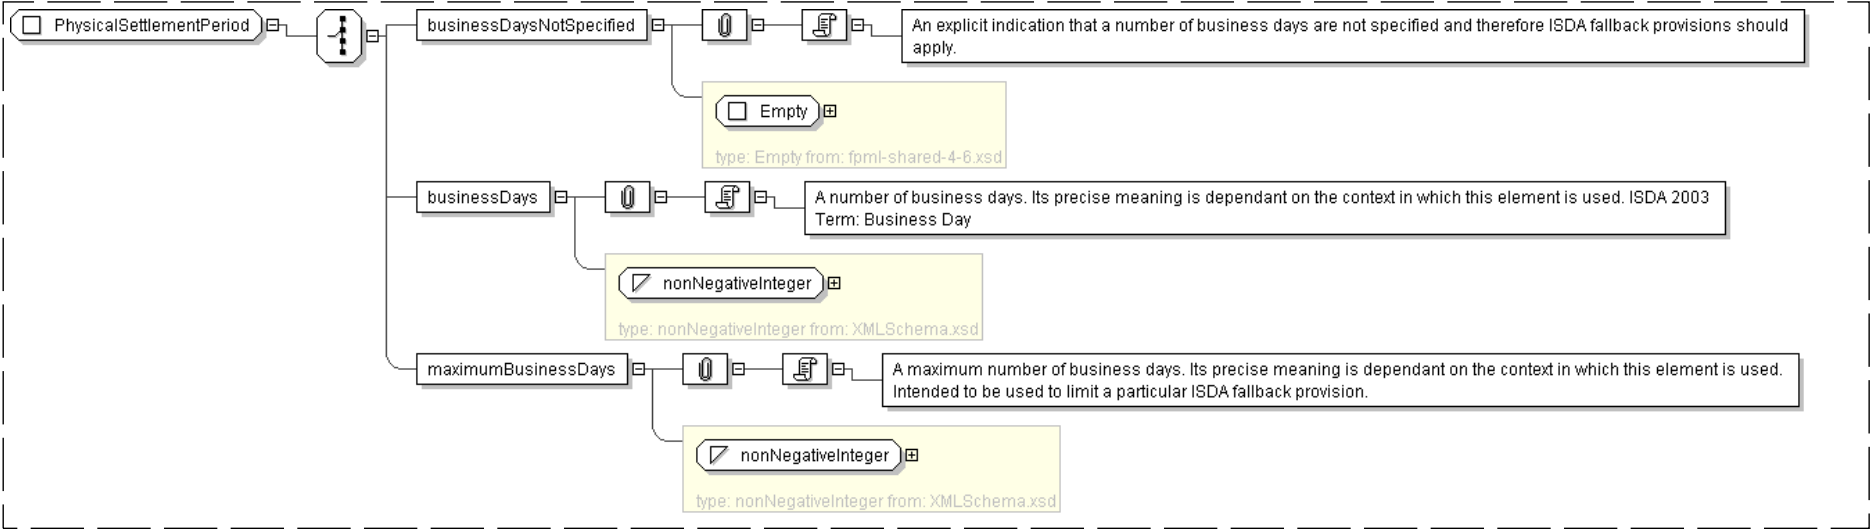 PhysicalSettlementPeriod
businessDaysNotSpecified
An explicit indication that a number of business days are not specified and therefore ISDA fallback provisions should
apply.
Empty
type: Empty from: fpml-shared-4-6.xsd
businessDays
A number of business days. Its precise meaning is dependant on the context in which this element is used. ISDA 2003
Term: Business Day
nonNegativeInteger
type: nonNegativeInteger from: XMLSchema.xsd
maximumBusinessDays
A maximum number of business days. Its precise meaning is dependant on the context in which this element is used.
Intended to be used to limit a particular ISDA fallback provision.
nonNegativeInteger
type: nonNegativeInteger from: XMLSchema.xsd